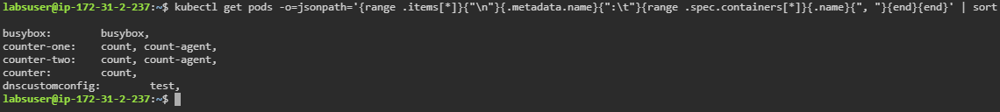 labsuser@ip-172-31-2-237:~$ kubectl get pods -o=jsonpath='{range .items[*]}{"\n"}{.metadata.name}{":\t"}{range .spec.containers[*]}{.name}{", "}{end}{end}' | sort
busybox:        busybox,
counter-one:    count, count-agent,
counter-two:    count, count-agent,
counter:        count,
dnscustomconfig:        test,
labsuser@ip-172-31-2-237:~$